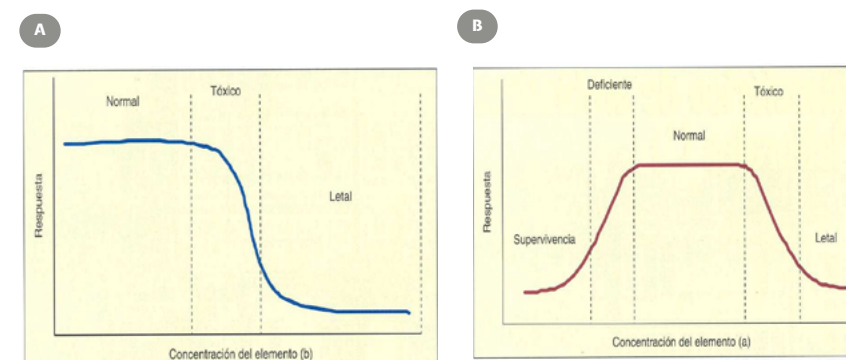 A
Normal
Tóxico
Letal
Respuesta
Concentración del elemento (b)
B
Deficiente
Tóxico
Normal
Supervivencia
Letal
Respuesta
Concentración del elemento (a)